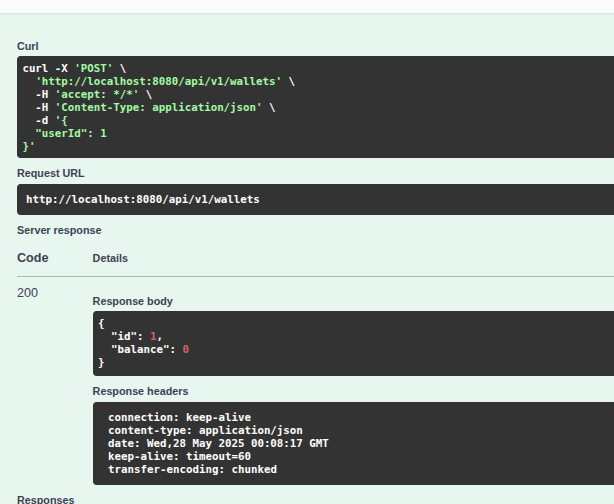 Curl
curl -X 'POST' \
'http://localhost:8080/api/v1/wallets' \
-H 'accept: */*' \
-H 'Content-Type: application/json' \
-d '{
"userId": 1
}'
Request URL
http://localhost:8080/api/v1/wallets
Server response
Code Details
200
Response body
{
"id": 1,
"balance": 0
}
Response headers
connection: keep-alive
content-type: application/json
date: Wed,28 May 2025 00:08:17 GMT
keep-alive: timeout=60
transfer-encoding: chunked
Responses